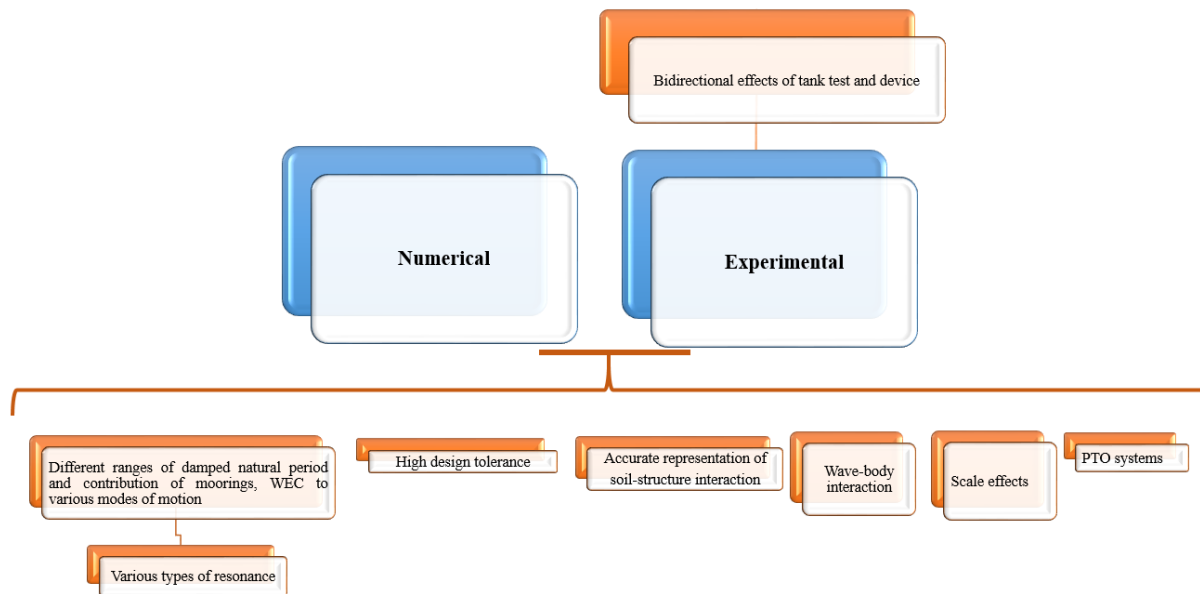 Bidirectional effects of tank test and device
Numerical
Experimental
Different ranges of damped natural period
and contribution of moorings, WEC to
various modes of motion
High design tolerance
Accurate representation of
soil-structure interaction
Wave-body
interaction
Scale effects
PTO systems
Various types of resonance